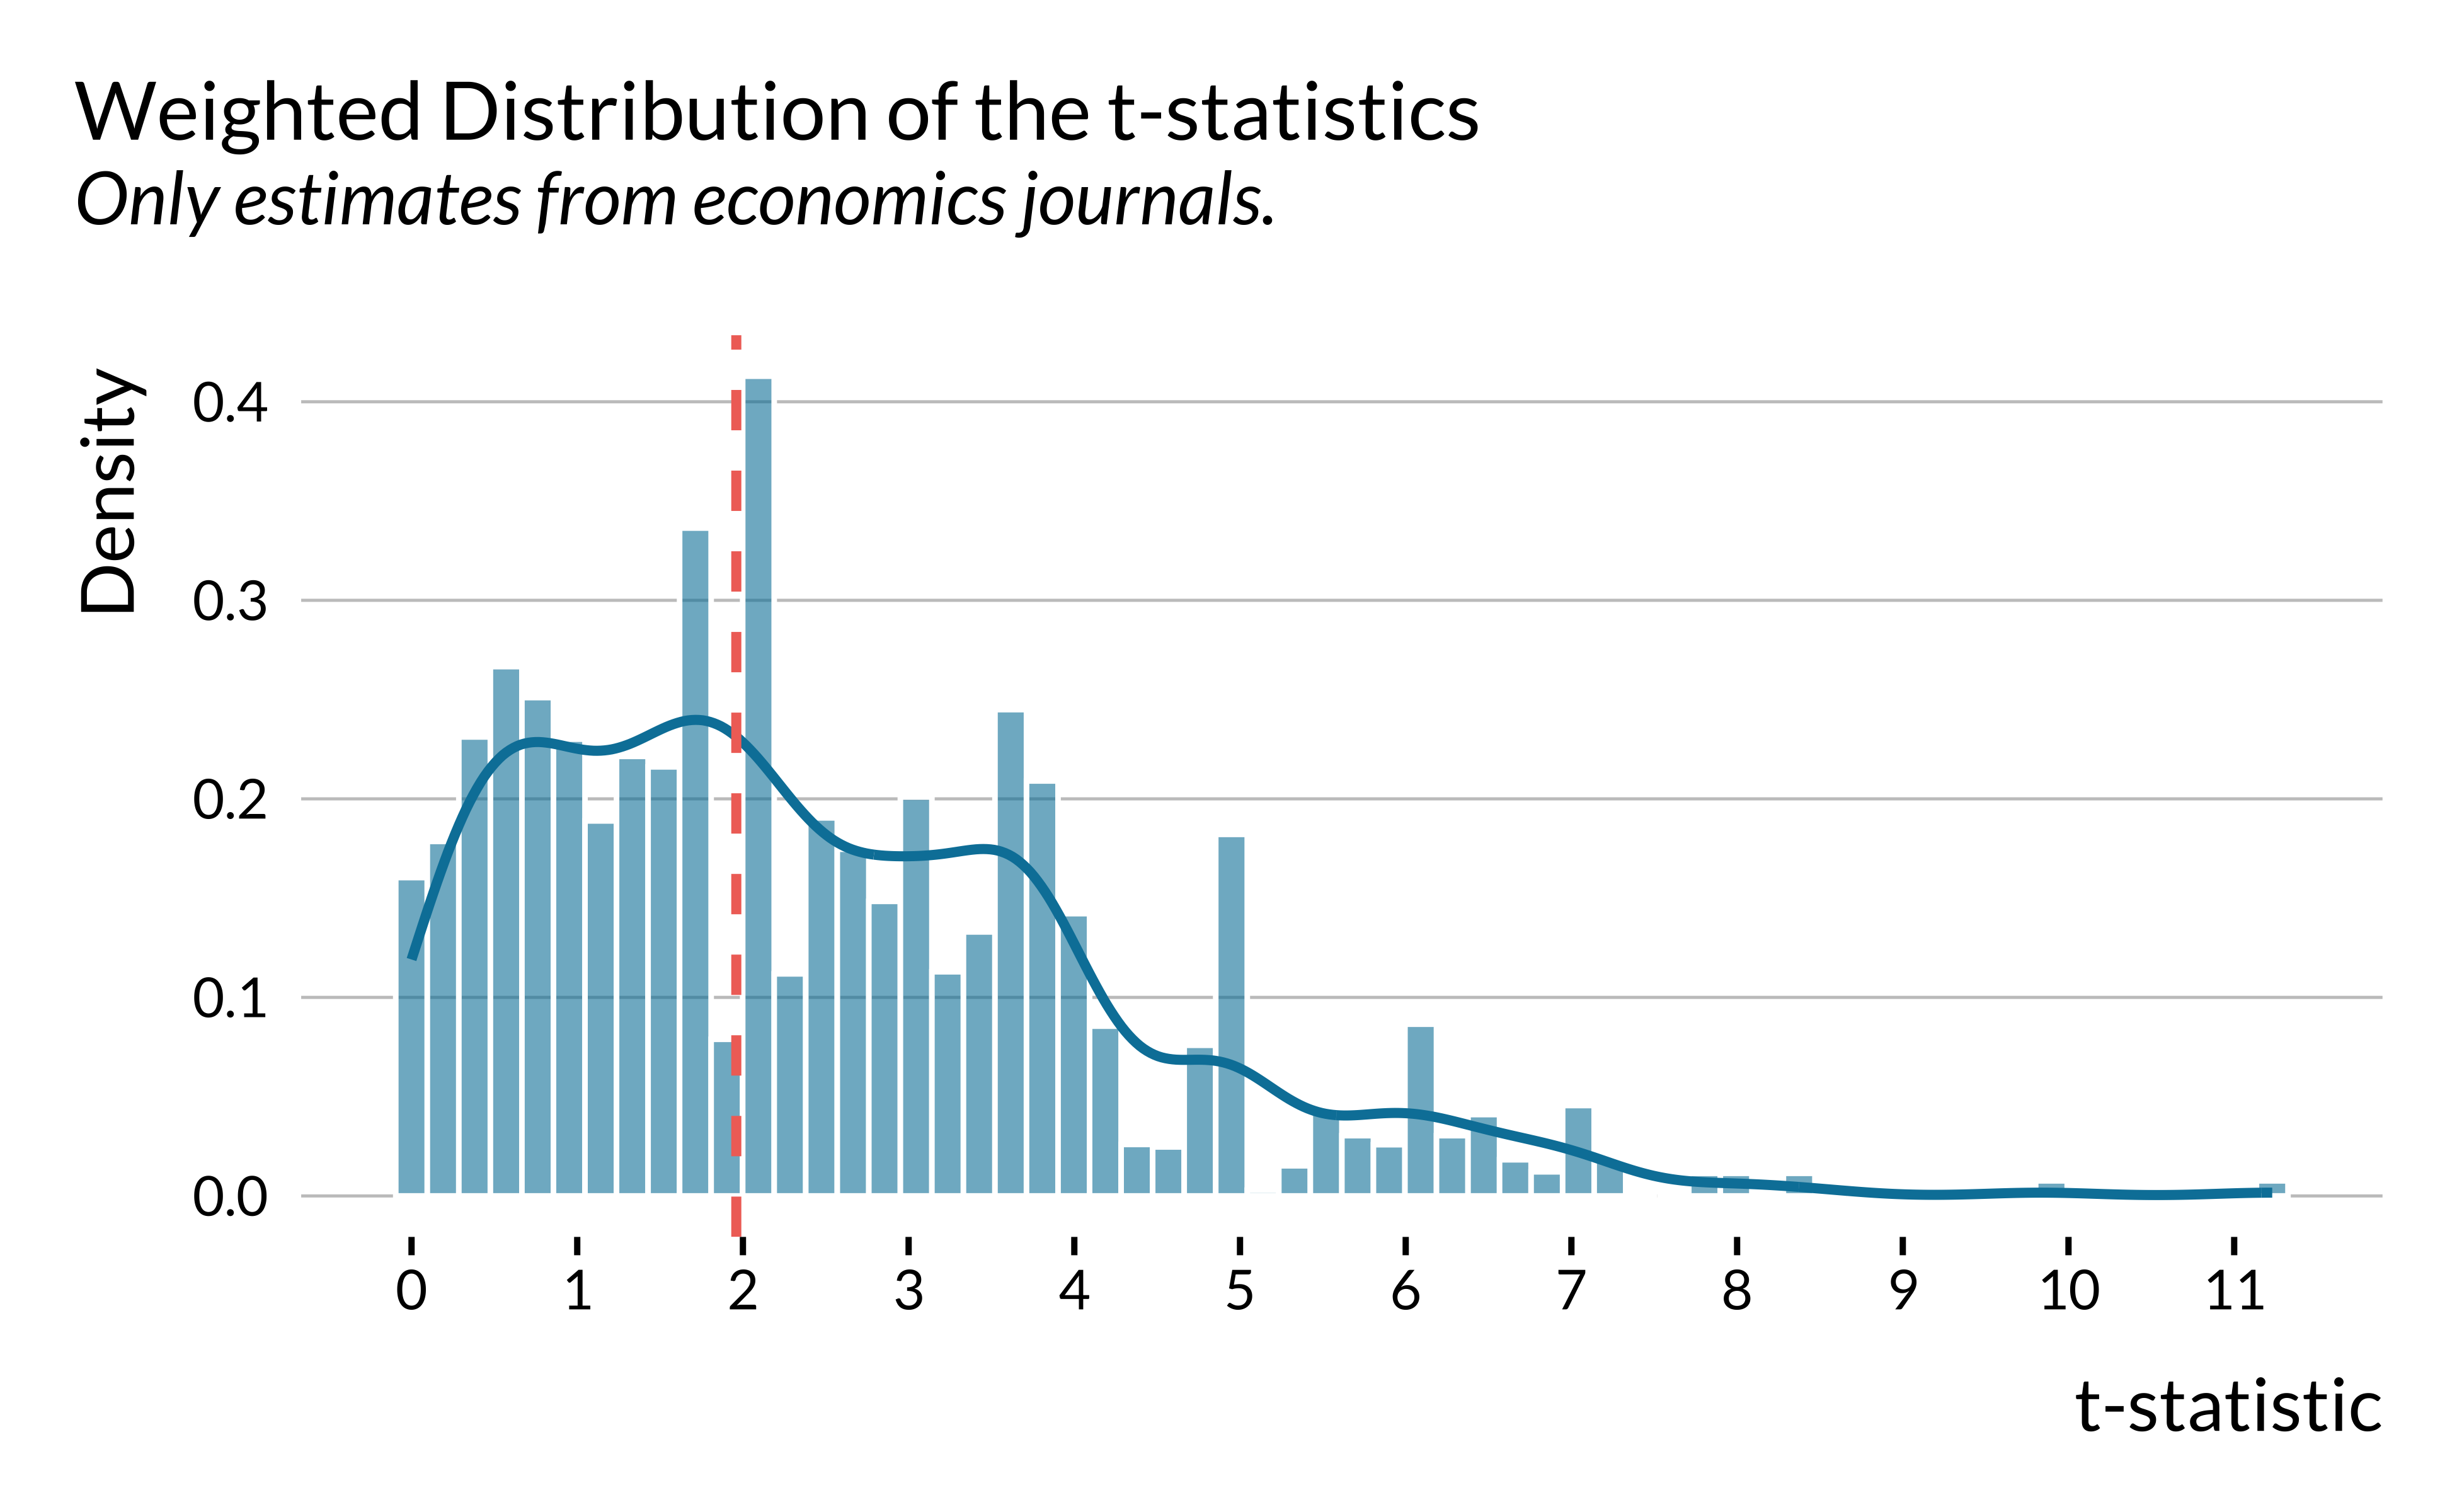 Weighted Distribution of the t-statistics
Only estimates from economics journals.
Density
0.4
0.3
0.2
0.1
0.0
0 1 2 3 4 5 6 7 8 9 10 11
t-statistic